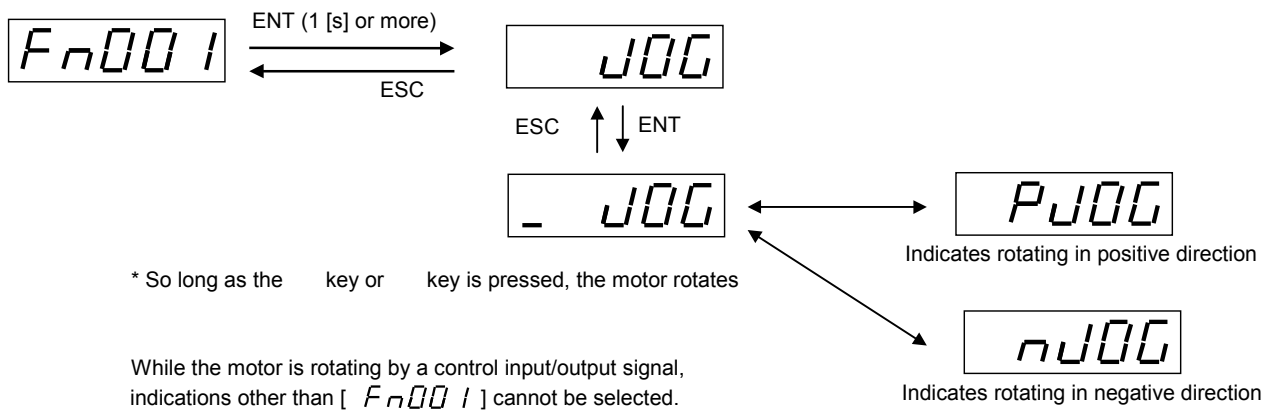 ENT (1 [s] or more)
Fn001
JOG
ESC
ESC
ENT
_ JOG
PJOG
Indicates rotating in positive direction
* So long as the key or key is pressed, the motor rotates
nJOG
While the motor is rotating by a control input/output signal,
indications other than [ Fn001 ] cannot be selected.
Indicates rotating in negative direction